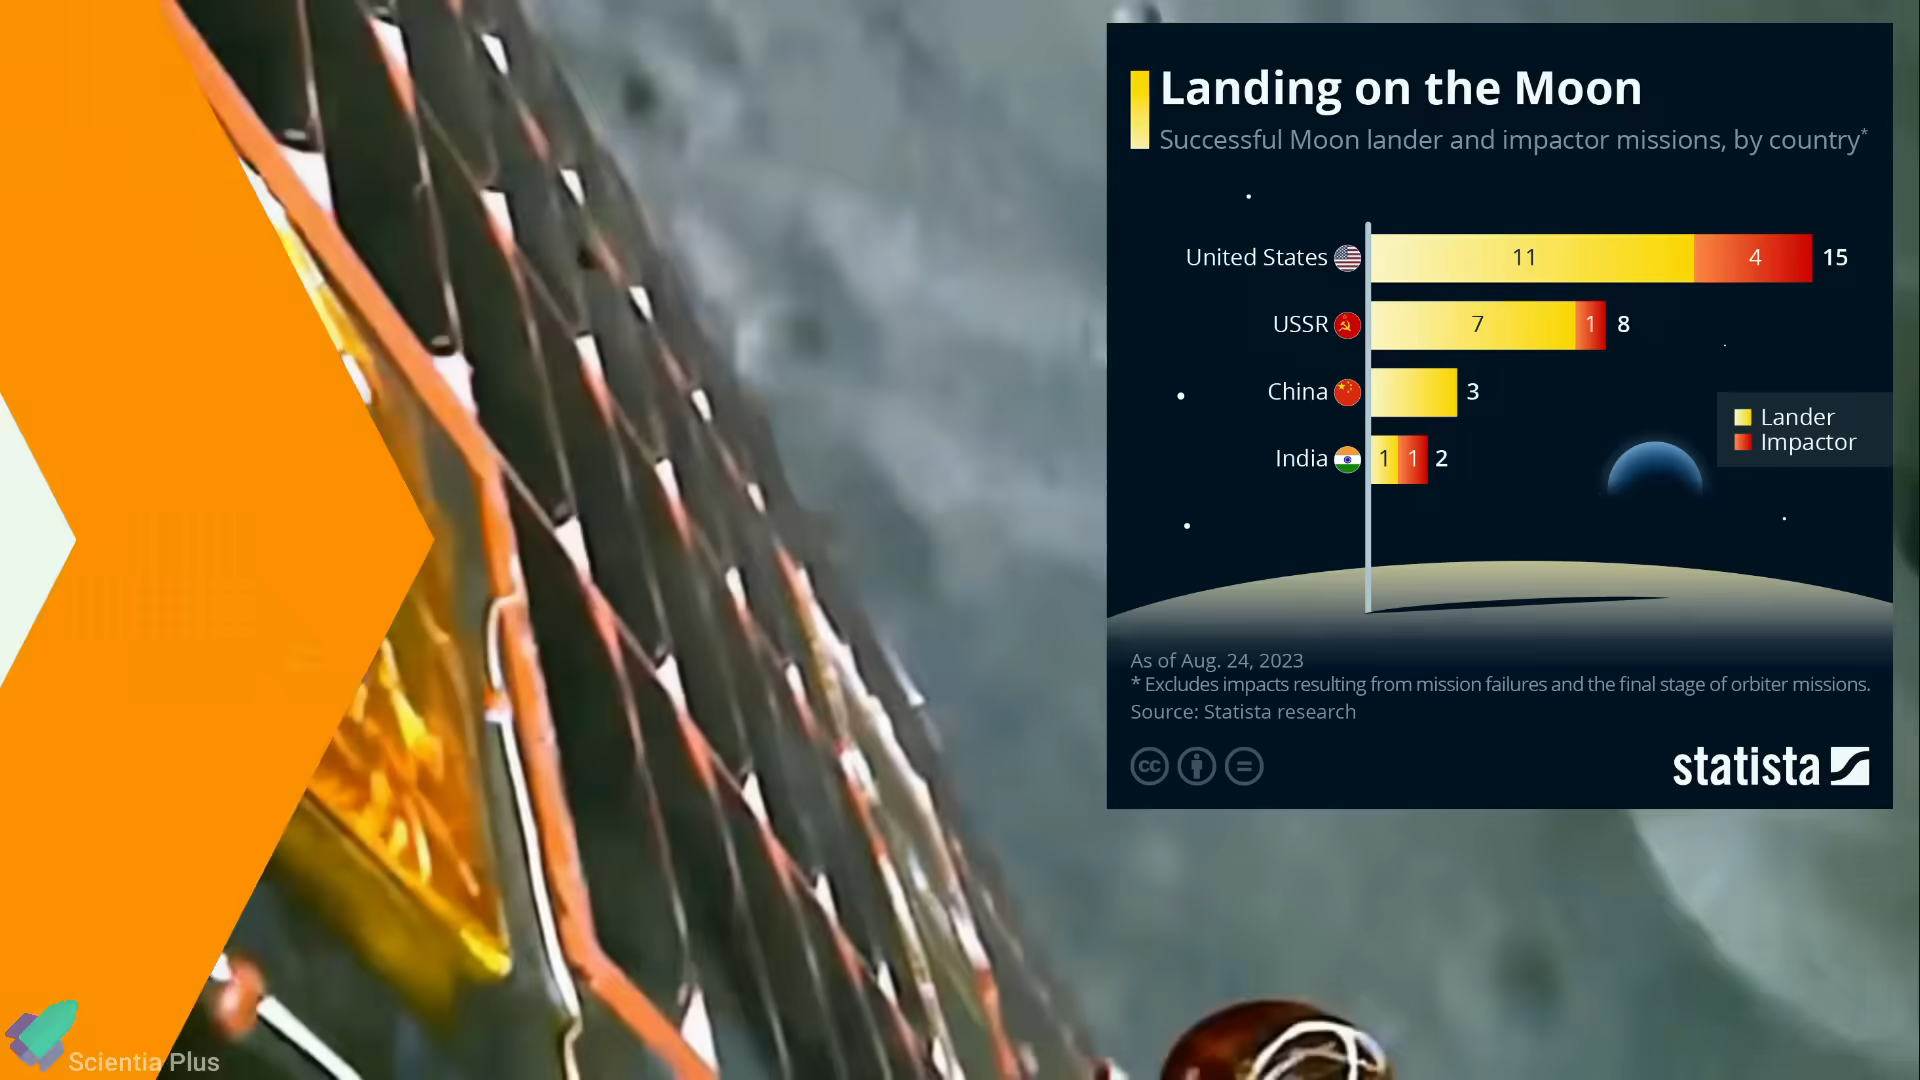 Landing on the Moon
Successful Moon lander and impactor missions, by country*
United States 11 4 15
USSR 7 1 8
China 3
India 1 1 2
Lander
Impactor
As of Aug. 24, 2023
* Excludes impacts resulting from mission failures and the final stage of orbiter missions.
Source: Statista research
cc
statista
Scientia Plus